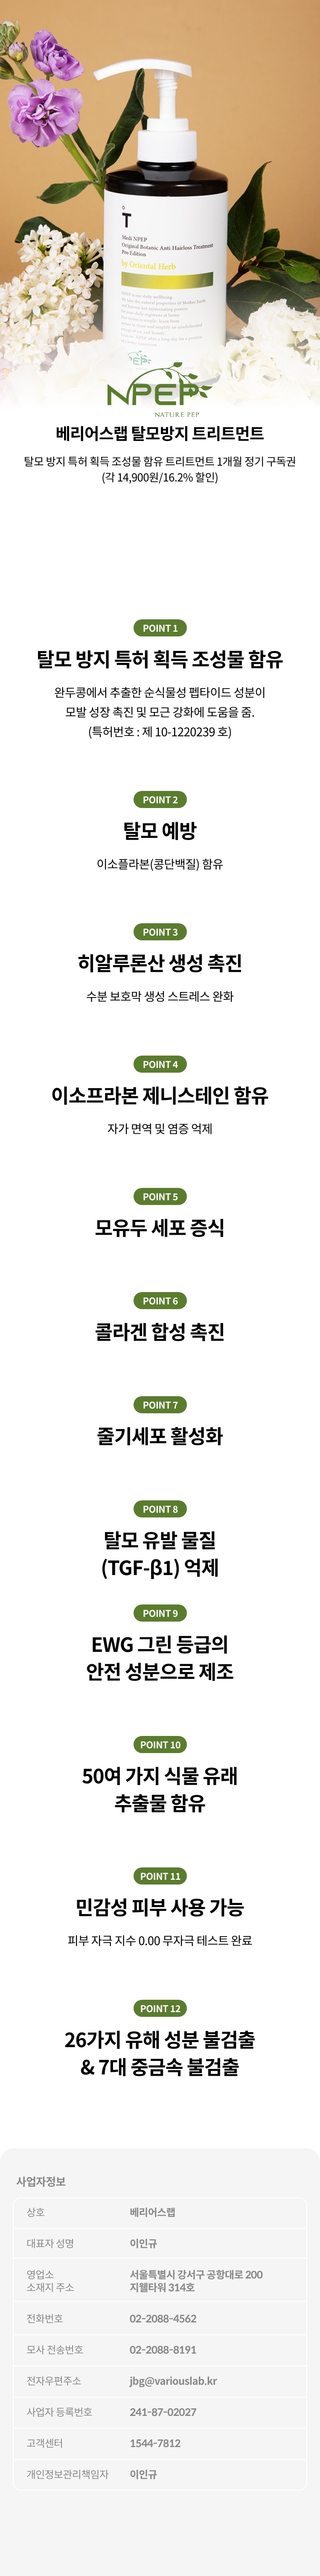 T
Medi NPEP
Original Botanic Anti Hairloss Treatment
Pro Edition
by Oriental Herb
NPEP
NATURE PEP
베리어스랩 탈모방지 트리트먼트
탈모 방지 특허 획득 조성물 함유 트리트먼트 1개월 정기 구독권
(각 14,900원/16.2% 할인)
POINT 1
탈모 방지 특허 획득 조성물 함유
완두콩에서 추출한 순식물성 펩타이드 성분이
모발 성장 촉진 및 모근 강화에 도움을 줌.
(특허번호 : 제 10-1220239 호)
POINT 2
탈모 예방
이소플라본(콩단백질) 함유
POINT 3
히알루론산 생성 촉진
수분 보호막 생성 스트레스 완화
POINT 4
이소프라본 제니스테인 함유
자가 면역 및 염증 억제
POINT 5
모유두 세포 증식
POINT 6
콜라겐 합성 촉진
POINT 7
줄기세포 활성화
POINT 8
탈모 유발 물질
(TGF-β1) 억제
POINT 9
EWG 그린 등급의
안전 성분으로 제조
POINT 10
50여 가지 식물 유래
추출물 함유
POINT 11
민감성 피부 사용 가능
피부 자극 지수 0.00 무자극 테스트 완료
POINT 12
26가지 유해 성분 불검출
& 7대 중금속 불검출
사업자정보
상호 베리어스랩
대표자 성명 이인규
영업소 서울특별시 강서구 공항대로 200
소재지 주소 지웰타워 314호
전화번호 02-2088-4562
모사 전송번호 02-2088-8191
전자우편주소 jbg@variouslab.kr
사업자 등록번호 241-87-02027
고객센터 1544-7812
개인정보관리책임자 이인규